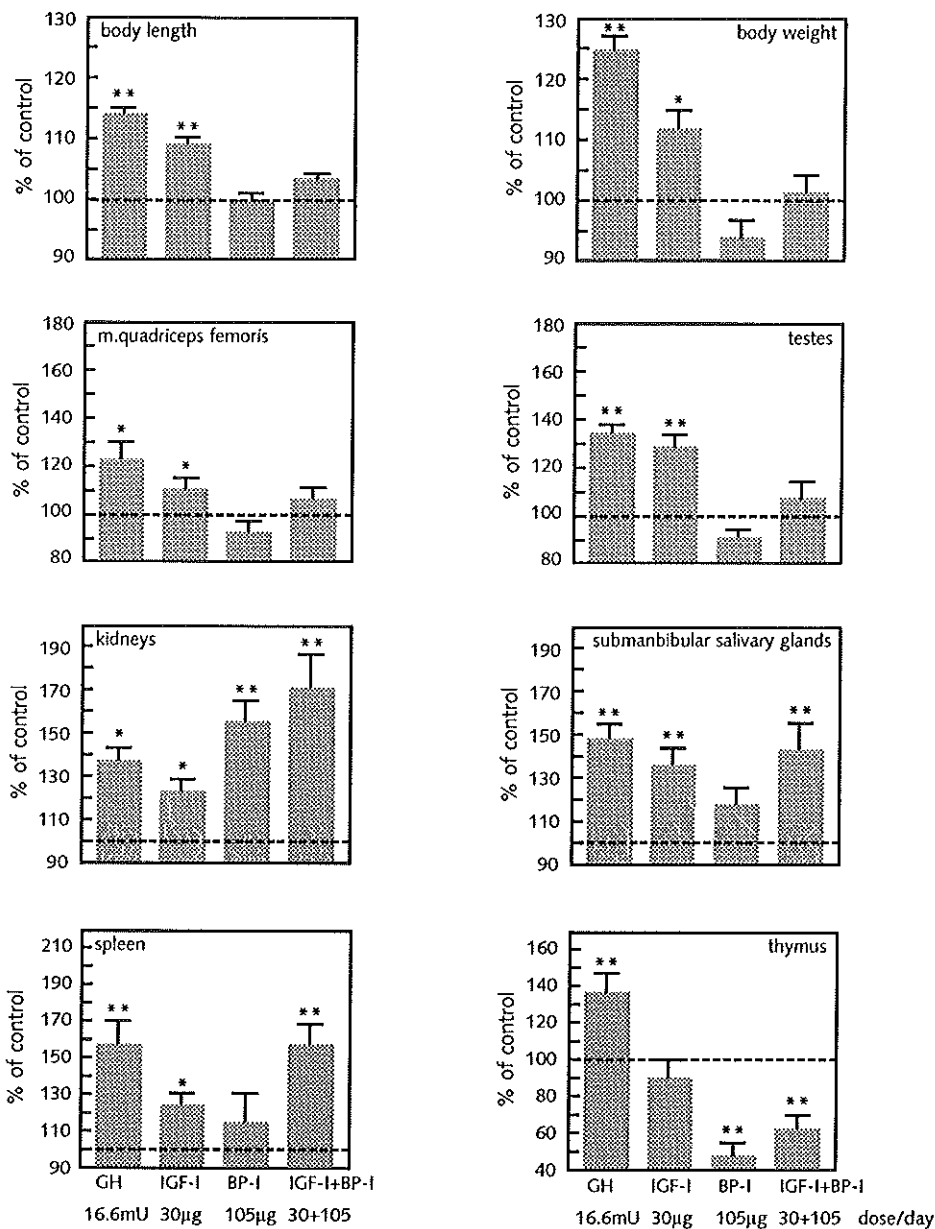 body length
% of control
130
120
110
100
90
** **
body weight
% of control
130
120
110
100
90
** *
m.quadriceps femoris
% of control
180
160
140
120
100
80
* *
testes
% of control
180
160
140
120
100
80
** **
kidneys
% of control
190
170
150
130
110
90
* * ** **
submanbibular salivary glands
% of control
190
170
150
130
110
90
** ** **
spleen
% of control
210
190
170
150
130
110
90
** * **
thymus
% of control
160
140
120
100
80
60
40
** ** **
GH IGF-I BP-I IGF-I+BP-I
16.6mU 30µg 105µg 30+105
GH IGF-I BP-I IGF-I+BP-I
16.6mU 30µg 105µg 30+105 dose/day